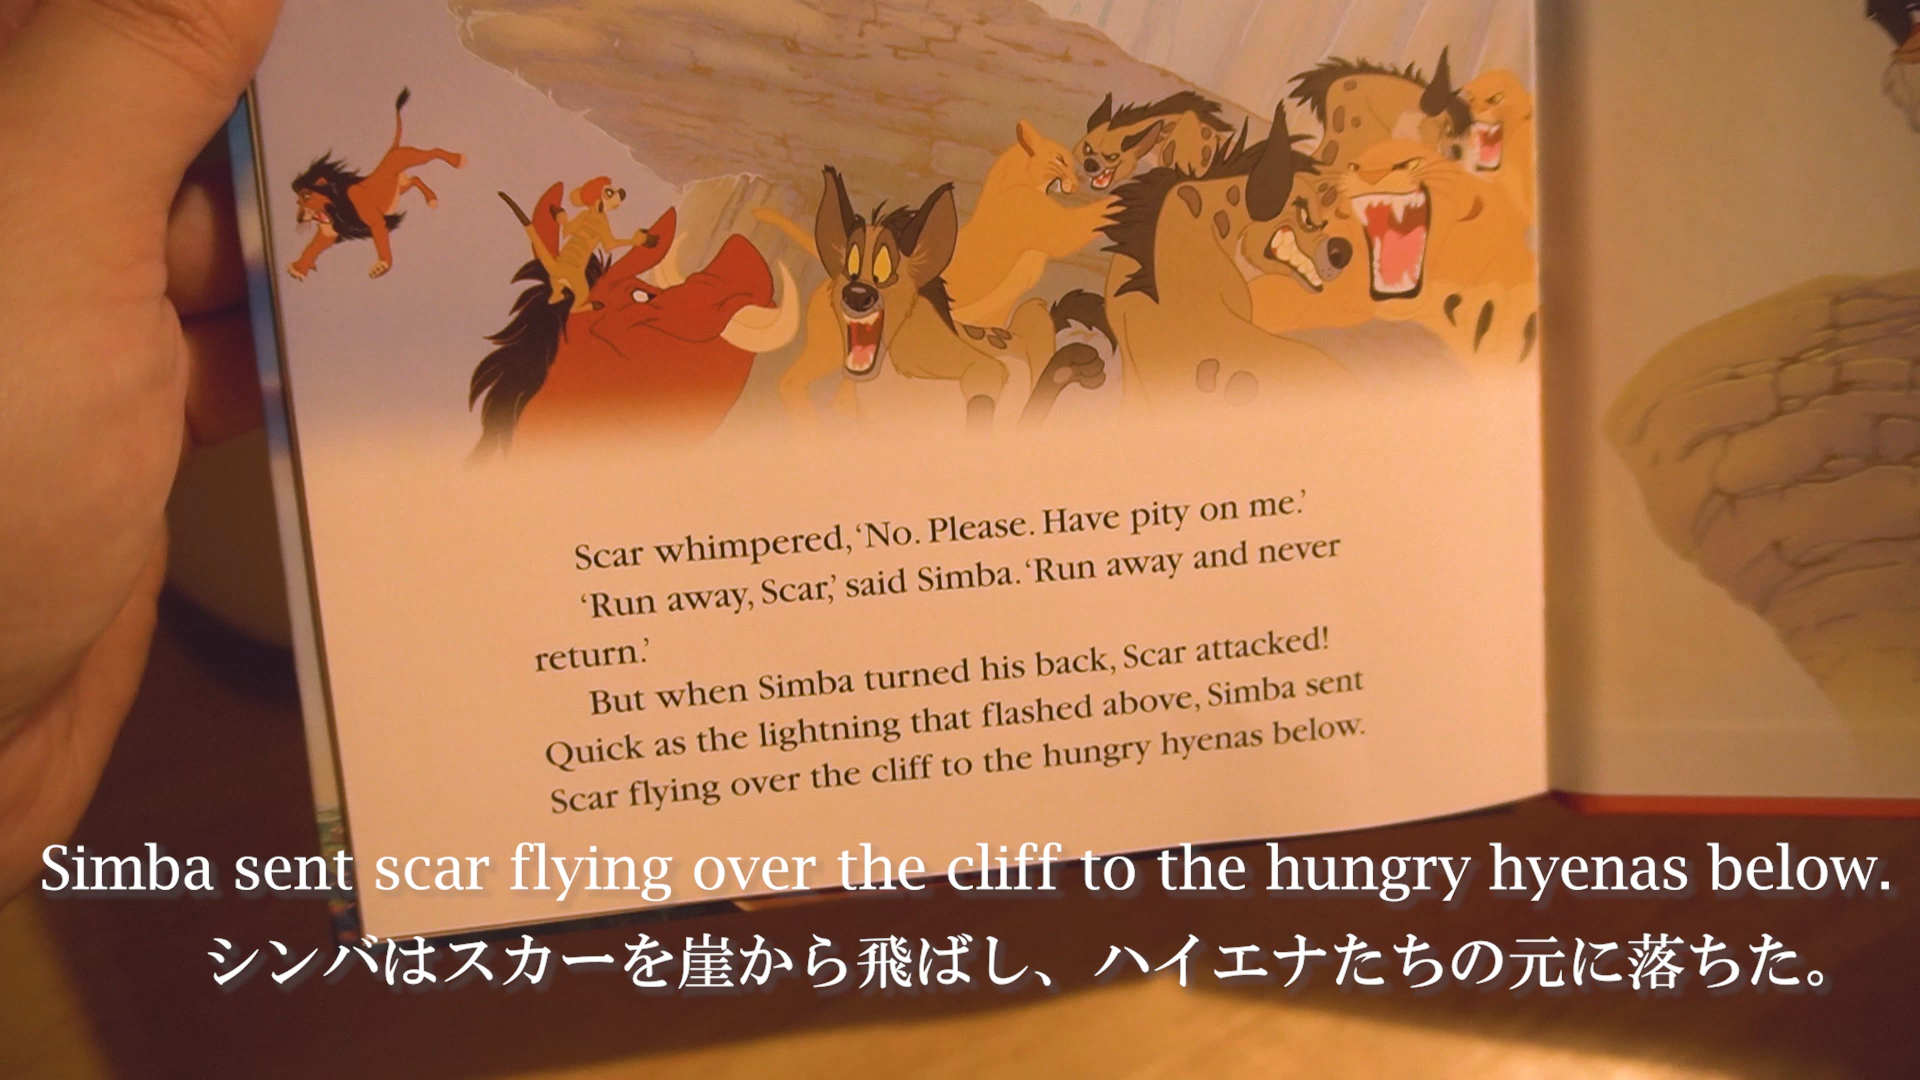 Scar whimpered, ‘No. Please. Have pity on me.’
‘Run away, Scar,’ said Simba. ‘Run away and never
return.’
But when Simba turned his back, Scar attacked!
Quick as the lightning that flashed above, Simba sent
Scar flying over the cliff to the hungry hyenas below.
Simba sent scar flying over the cliff to the hungry hyenas below.
シンバはスカーを崖から飛ばし、ハイエナたちの元に落ちた。